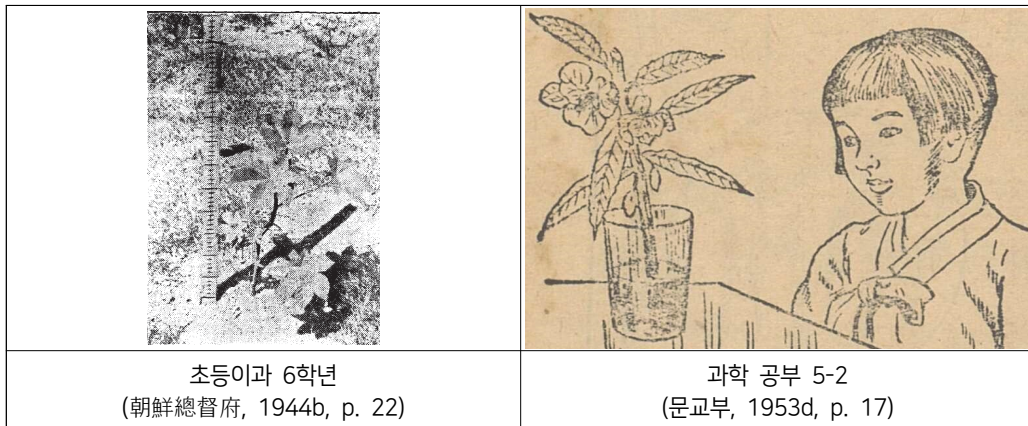 초등이과 6학년
(朝鮮總督府, 1944b, p. 22)
과학 공부 5-2
(문교부, 1953d, p. 17)